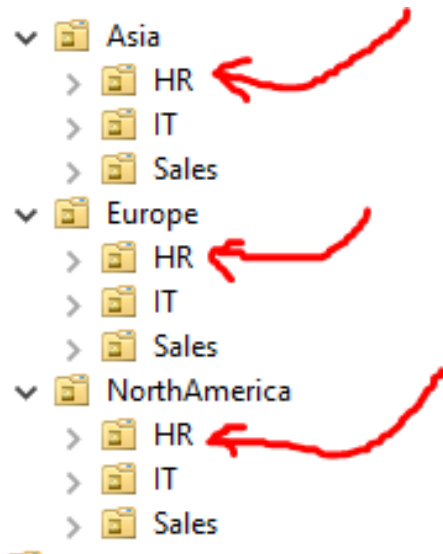 Asia
HR
IT
Sales
Europe
HR
IT
Sales
NorthAmerica
HR
IT
Sales